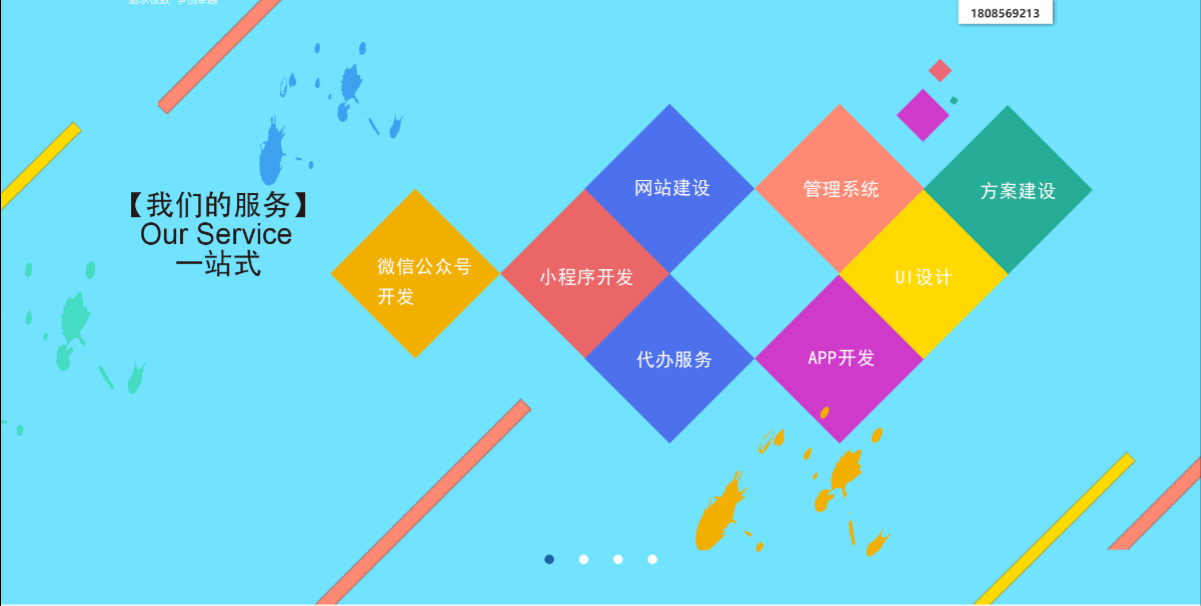 1808569213
【我们的服务】
Our Service
一站式
网站建设
管理系统
方案建设
微信公众号
开发
小程序开发
UI设计
代办服务
APP开发